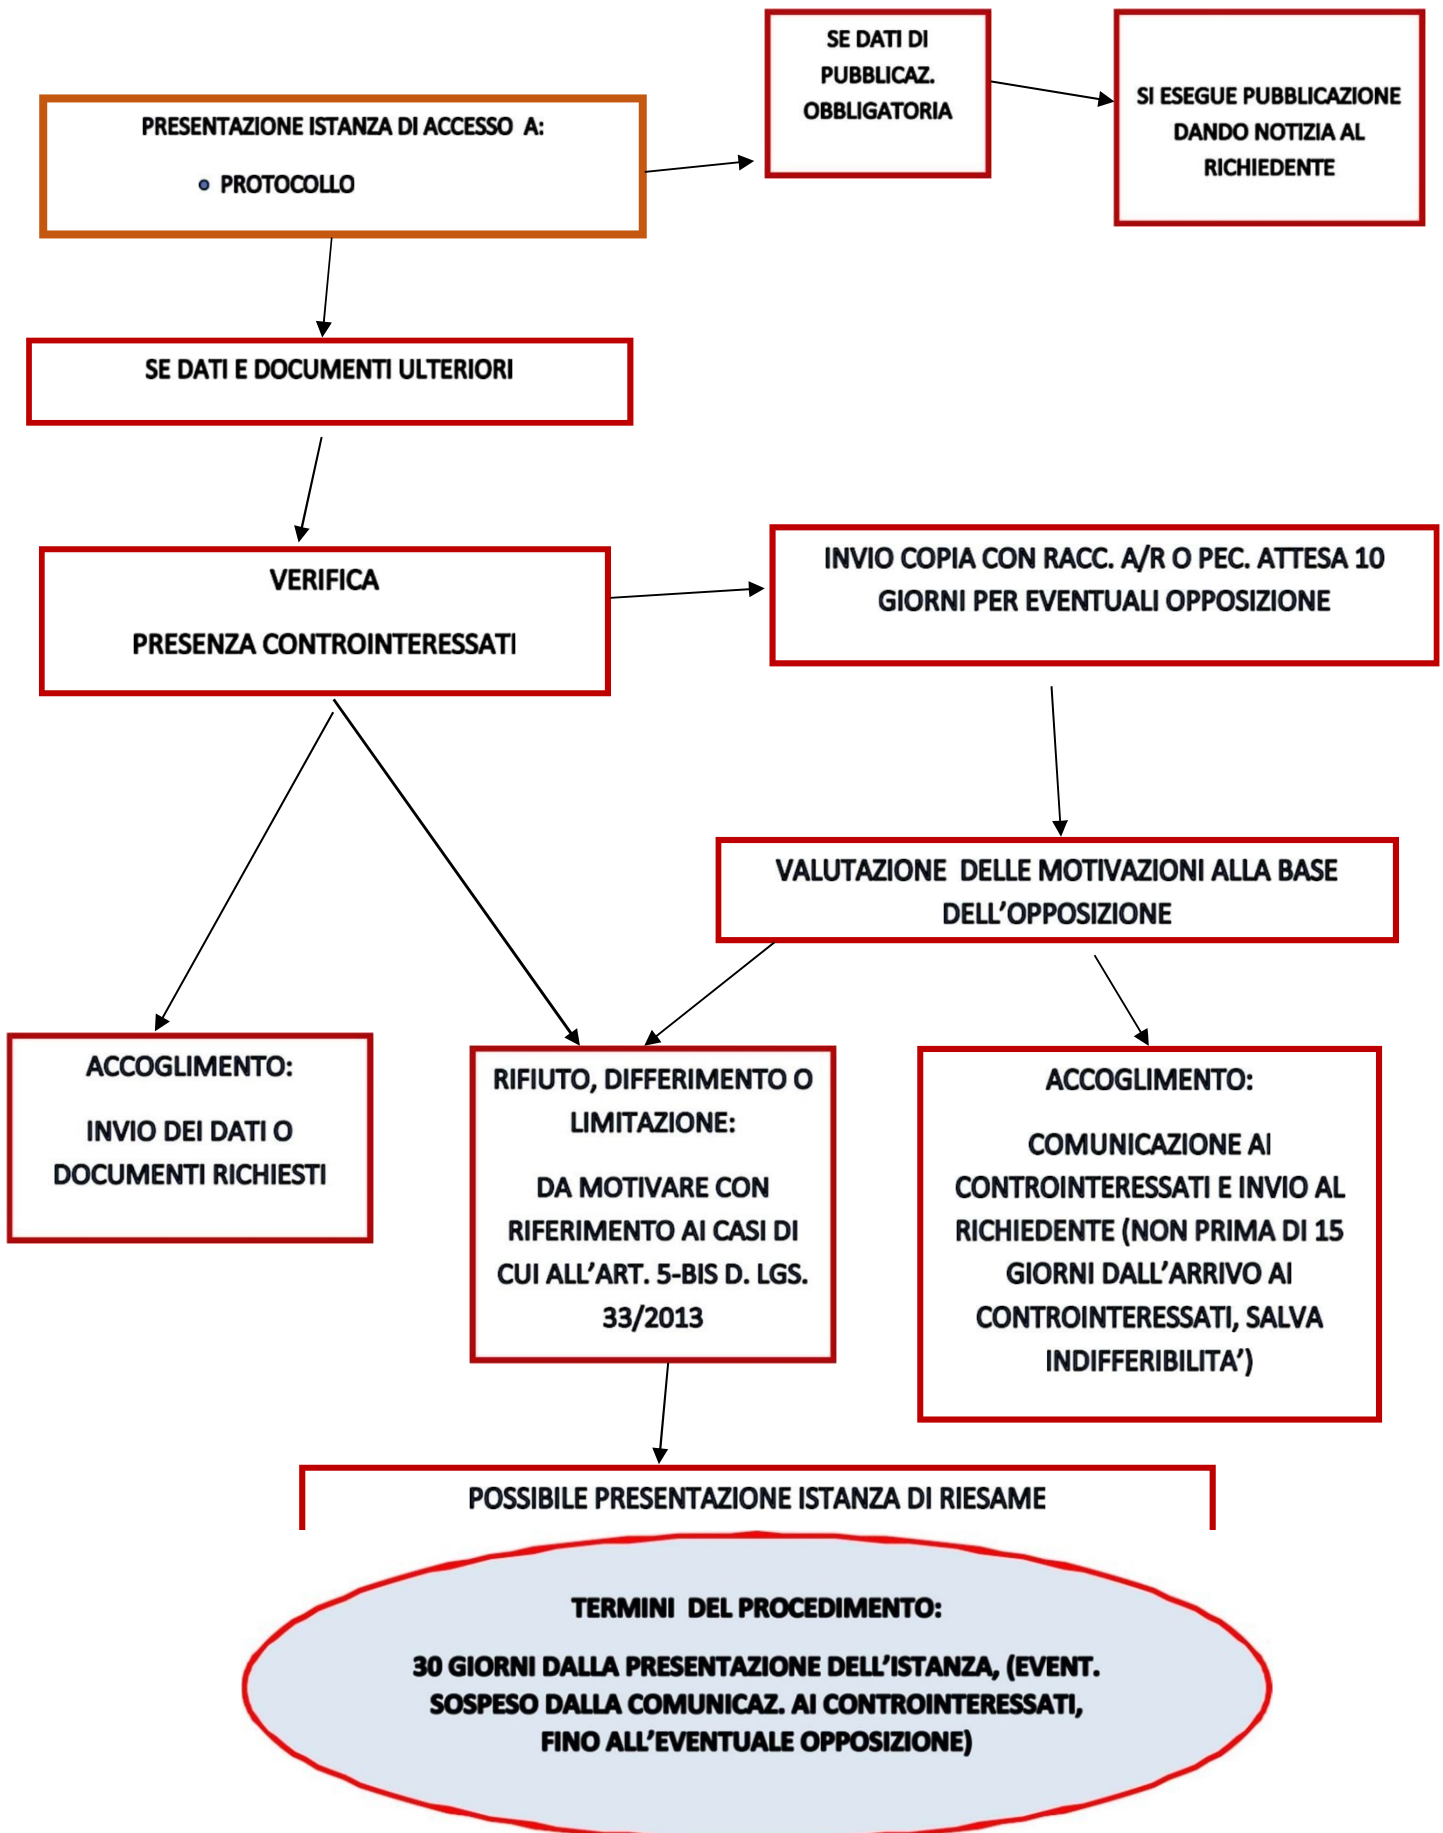 SE DATI DI
PUBBLICAZ.
OBBLIGATORIA
SI ESEGUE PUBBLICAZIONE
DANDO NOTIZIA AL
RICHIEDENTE
PRESENTAZIONE ISTANZA DI ACCESSO A:
• PROTOCOLLO
SE DATI E DOCUMENTI ULTERIORI
VERIFICA
PRESENZA CONTROINTERESSATI
INVIO COPIA CON RACC. A/R O PEC. ATTESA 10
GIORNI PER EVENTUALI OPPOSIZIONE
VALUTAZIONE DELLE MOTIVAZIONI ALLA BASE
DELL'OPPOSIZIONE
ACCOGLIMENTO:
INVIO DEI DATI O
DOCUMENTI RICHIESTI
RIFIUTO, DIFFERIMENTO O
LIMITAZIONE:
DA MOTIVARE CON
RIFERIMENTO AI CASI DI
CUI ALL'ART. 5-BIS D. LGS.
33/2013
ACCOGLIMENTO:
COMUNICAZIONE AI
CONTROINTERESSATI E INVIO AL
RICHIEDENTE (NON PRIMA DI 15
GIORNI DALL'ARRIVO AI
CONTROINTERESSATI, SALVA
INDIFFERIBILITA')
POSSIBILE PRESENTAZIONE ISTANZA DI RIESAME
TERMINI DEL PROCEDIMENTO:
30 GIORNI DALLA PRESENTAZIONE DELL'ISTANZA, (EVENT.
SOSPESO DALLA COMUNICAZ. AI CONTROINTERESSATI,
FINO ALL'EVENTUALE OPPOSIZIONE)